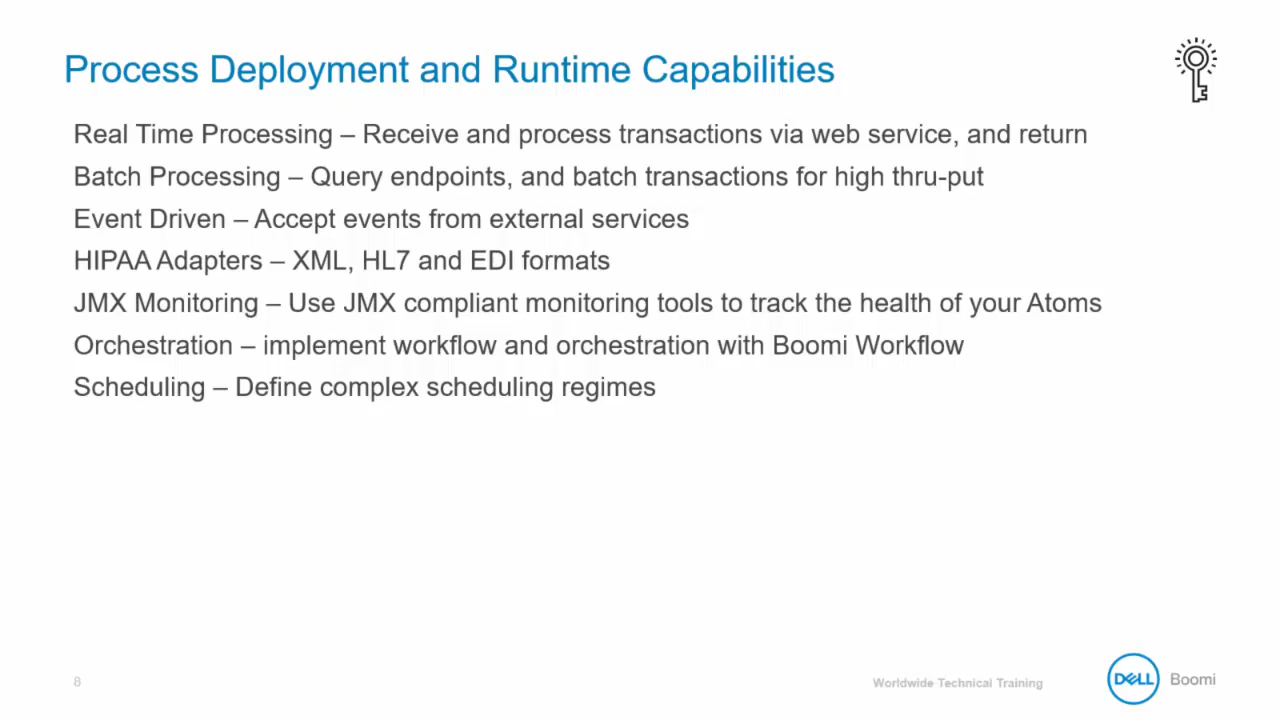 Process Deployment and Runtime Capabilities
Real Time Processing – Receive and process transactions via web service, and return
Batch Processing – Query endpoints, and batch transactions for high thru-put
Event Driven – Accept events from external services
HIPAA Adapters – XML, HL7 and EDI formats
JMX Monitoring – Use JMX compliant monitoring tools to track the health of your Atoms
Orchestration – implement workflow and orchestration with Boomi Workflow
Scheduling – Define complex scheduling regimes
8
Worldwide Technical Training
DELL Boomi